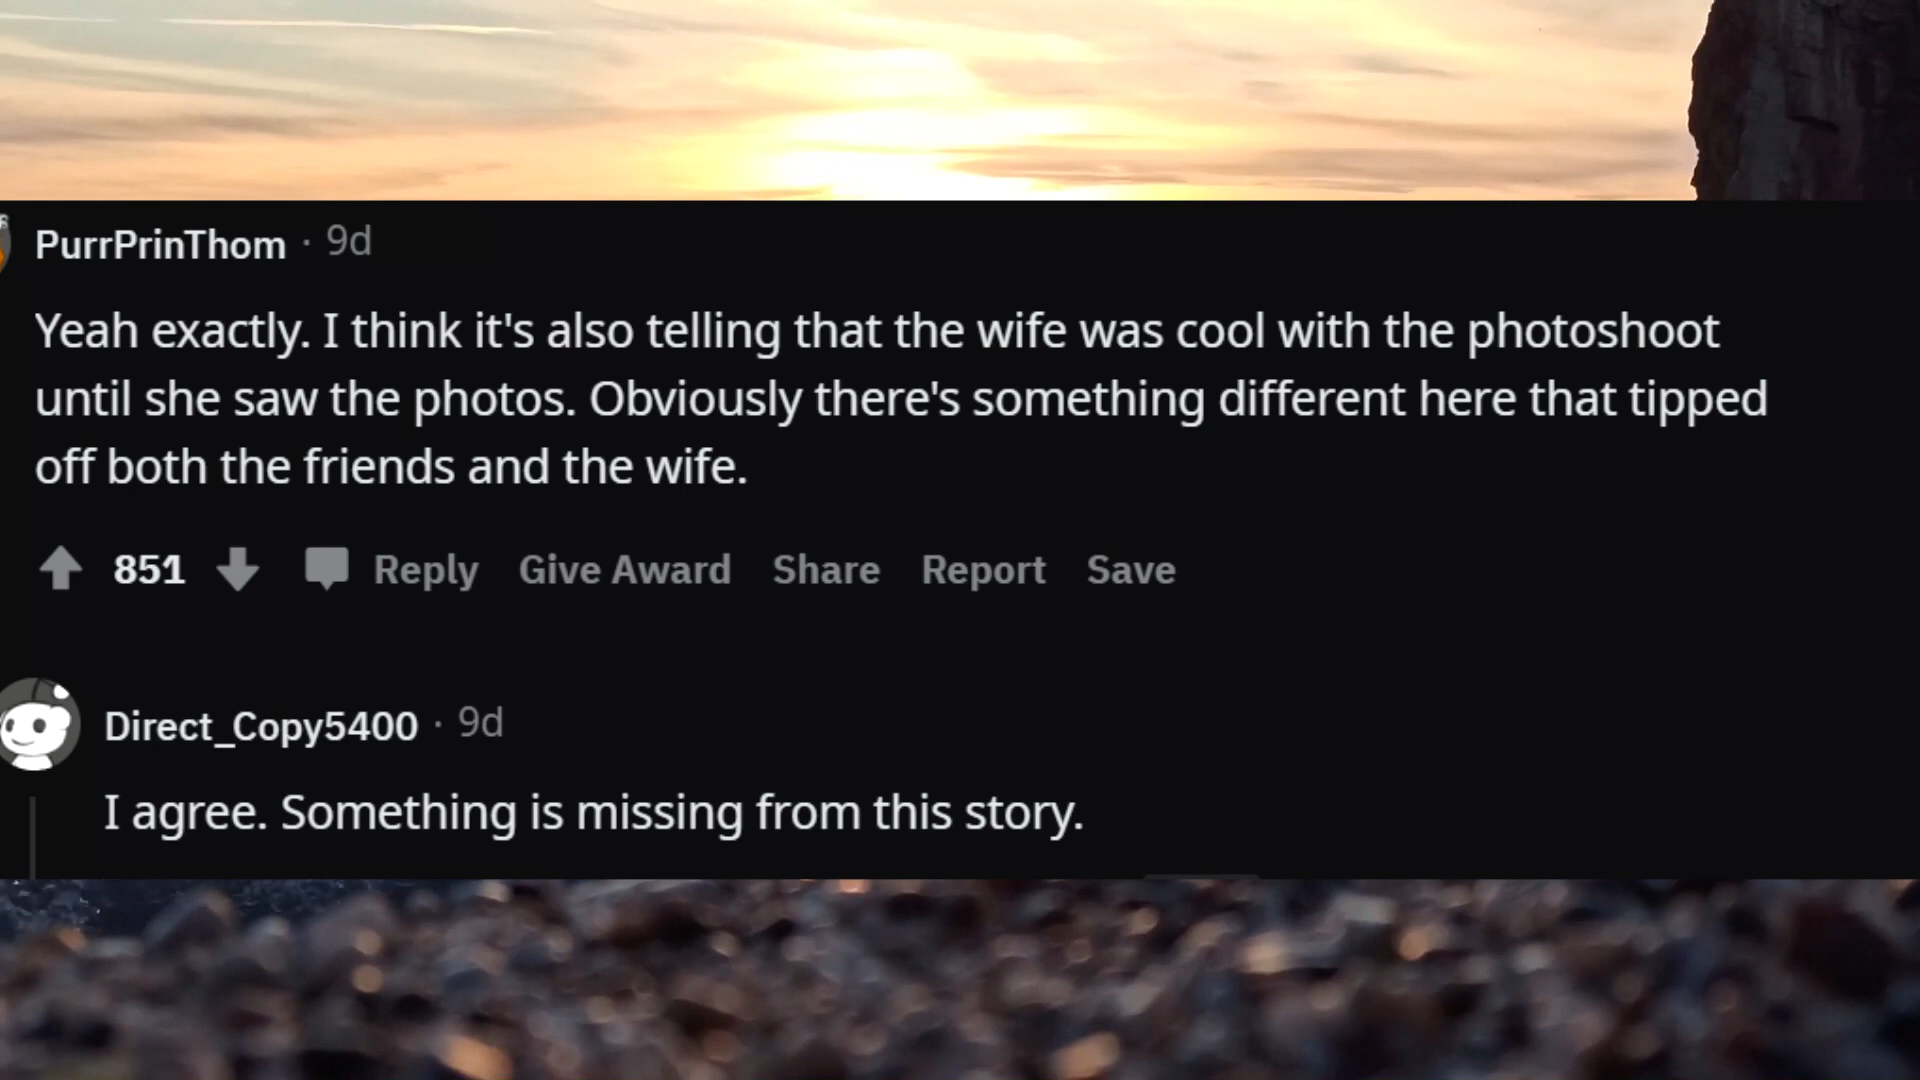 PurrPrinThom · 9d
Yeah exactly. I think it's also telling that the wife was cool with the photoshoot
until she saw the photos. Obviously there's something different here that tipped
off both the friends and the wife.
851 Reply Give Award Share Report Save
Direct_Copy5400 · 9d
I agree. Something is missing from this story.